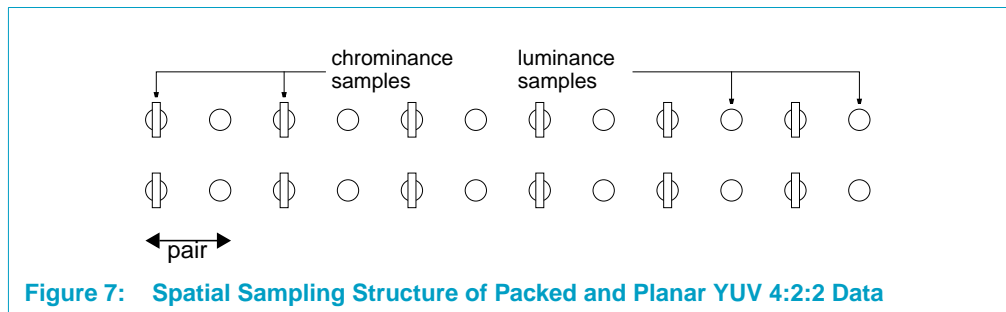 chrominance
samples
luminance
samples
pair
Figure 7: Spatial Sampling Structure of Packed and Planar YUV 4:2:2 Data